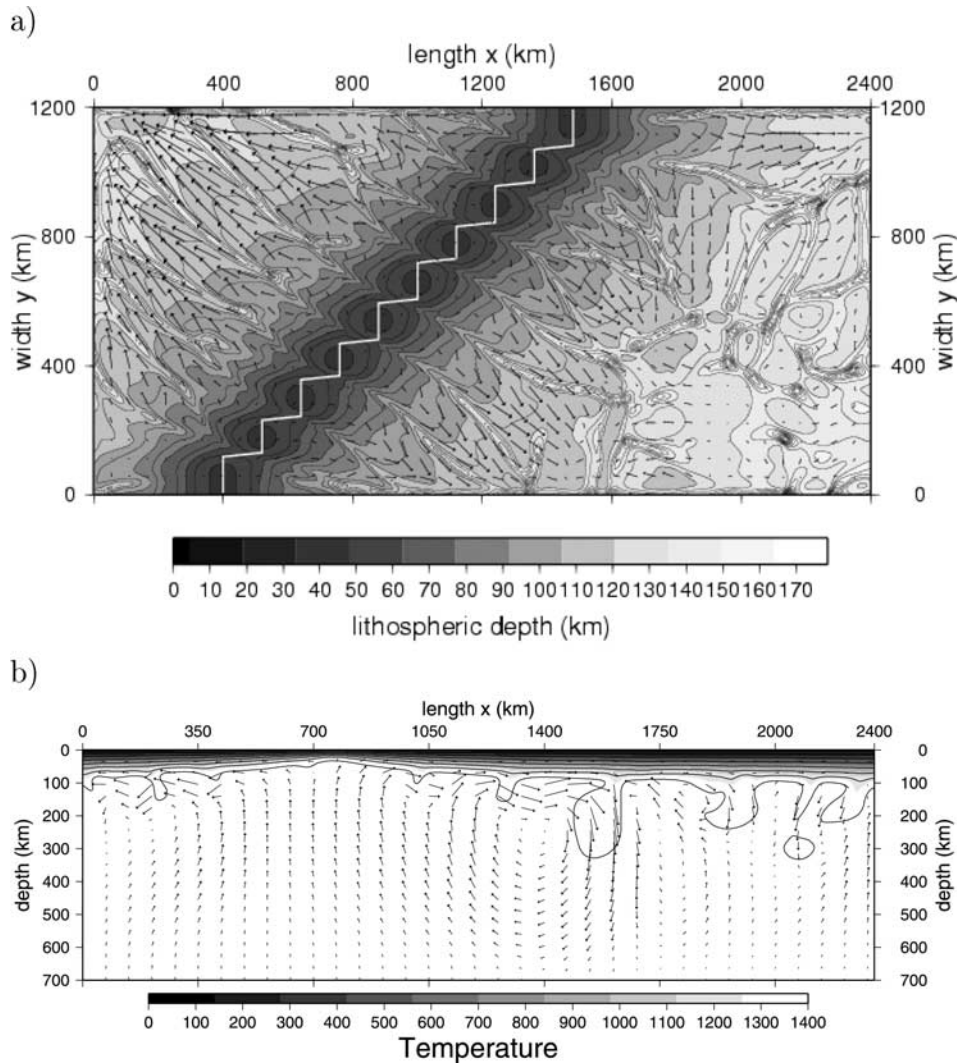 a)
length x (km)
0 400 800 1200 1600 2000 2400
1200 1200
800 800
400 400
0 0
width y (km) width y (km)
0 10 20 30 40 50 60 70 80 90 100 110 120 130 140 150 160 170
lithospheric depth (km)
b)
length x (km)
0 350 700 1050 1400 1750 2000 2400
0 0
100 100
200 200
300 300
400 400
500 500
600 600
700 700
depth (km) depth (km)
0 100 200 300 400 500 600 700 800 900 1000 1200 1300 1400
Temperature